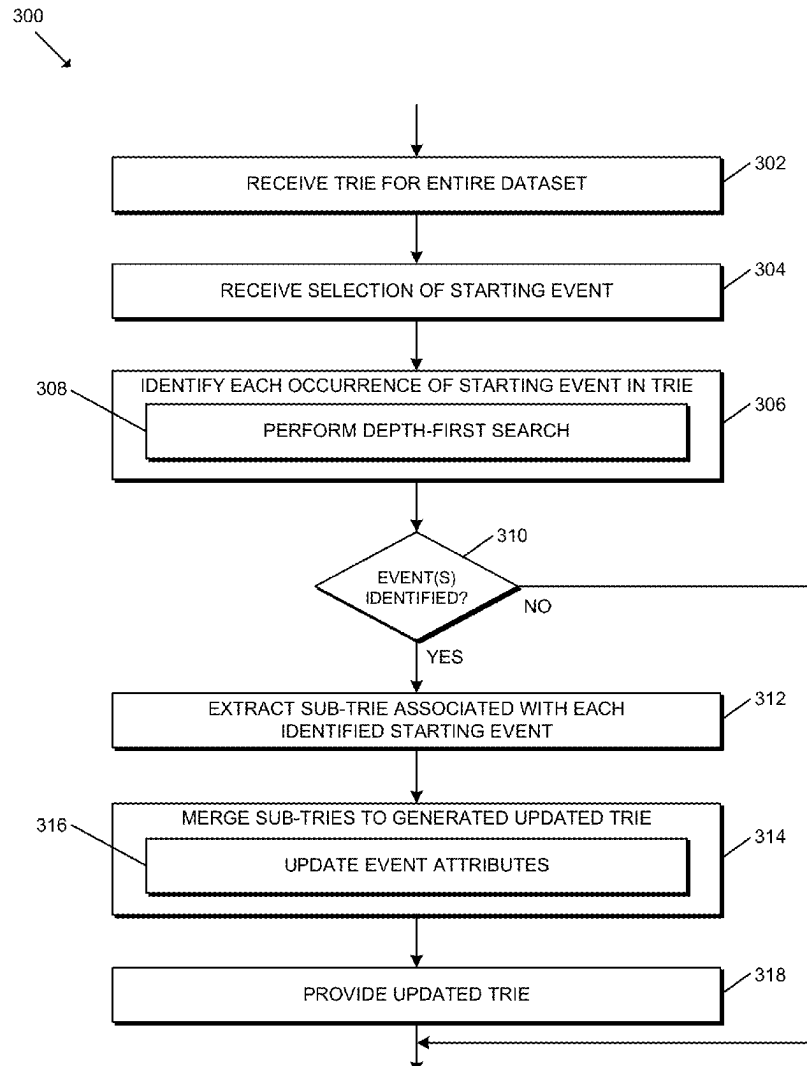 300
RECEIVE TRIE FOR ENTIRE DATASET
302
RECEIVE SELECTION OF STARTING EVENT
304
IDENTIFY EACH OCCURRENCE OF STARTING EVENT IN TRIE
308
PERFORM DEPTH-FIRST SEARCH
306
310
EVENT(S)
IDENTIFIED?
NO
YES
EXTRACT SUB-TRIE ASSOCIATED WITH EACH
IDENTIFIED STARTING EVENT
312
MERGE SUB-TRIES TO GENERATED UPDATED TRIE
316
UPDATE EVENT ATTRIBUTES
314
PROVIDE UPDATED TRIE
318